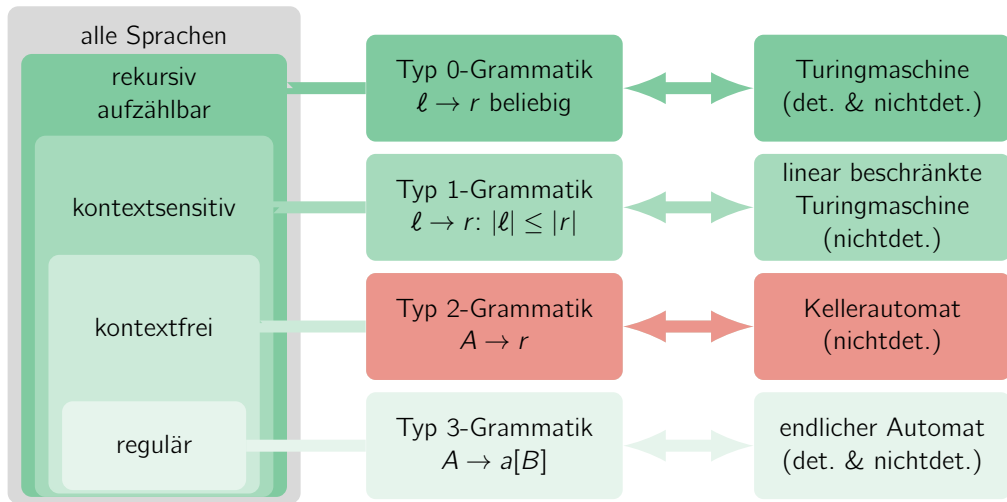 alle Sprachen
rekursiv
aufzählbar
kontextsensitiv
kontextfrei
regulär
Typ 0-Grammatik
ℓ → r beliebig
Turingmaschine
(det. & nichtdet.)
Typ 1-Grammatik
ℓ → r: |ℓ| ≤ |r|
linear beschränkte
Turingmaschine
(nichtdet.)
Typ 2-Grammatik
A → r
Kellerautomat
(nichtdet.)
Typ 3-Grammatik
A → a[B]
endlicher Automat
(det. & nichtdet.)